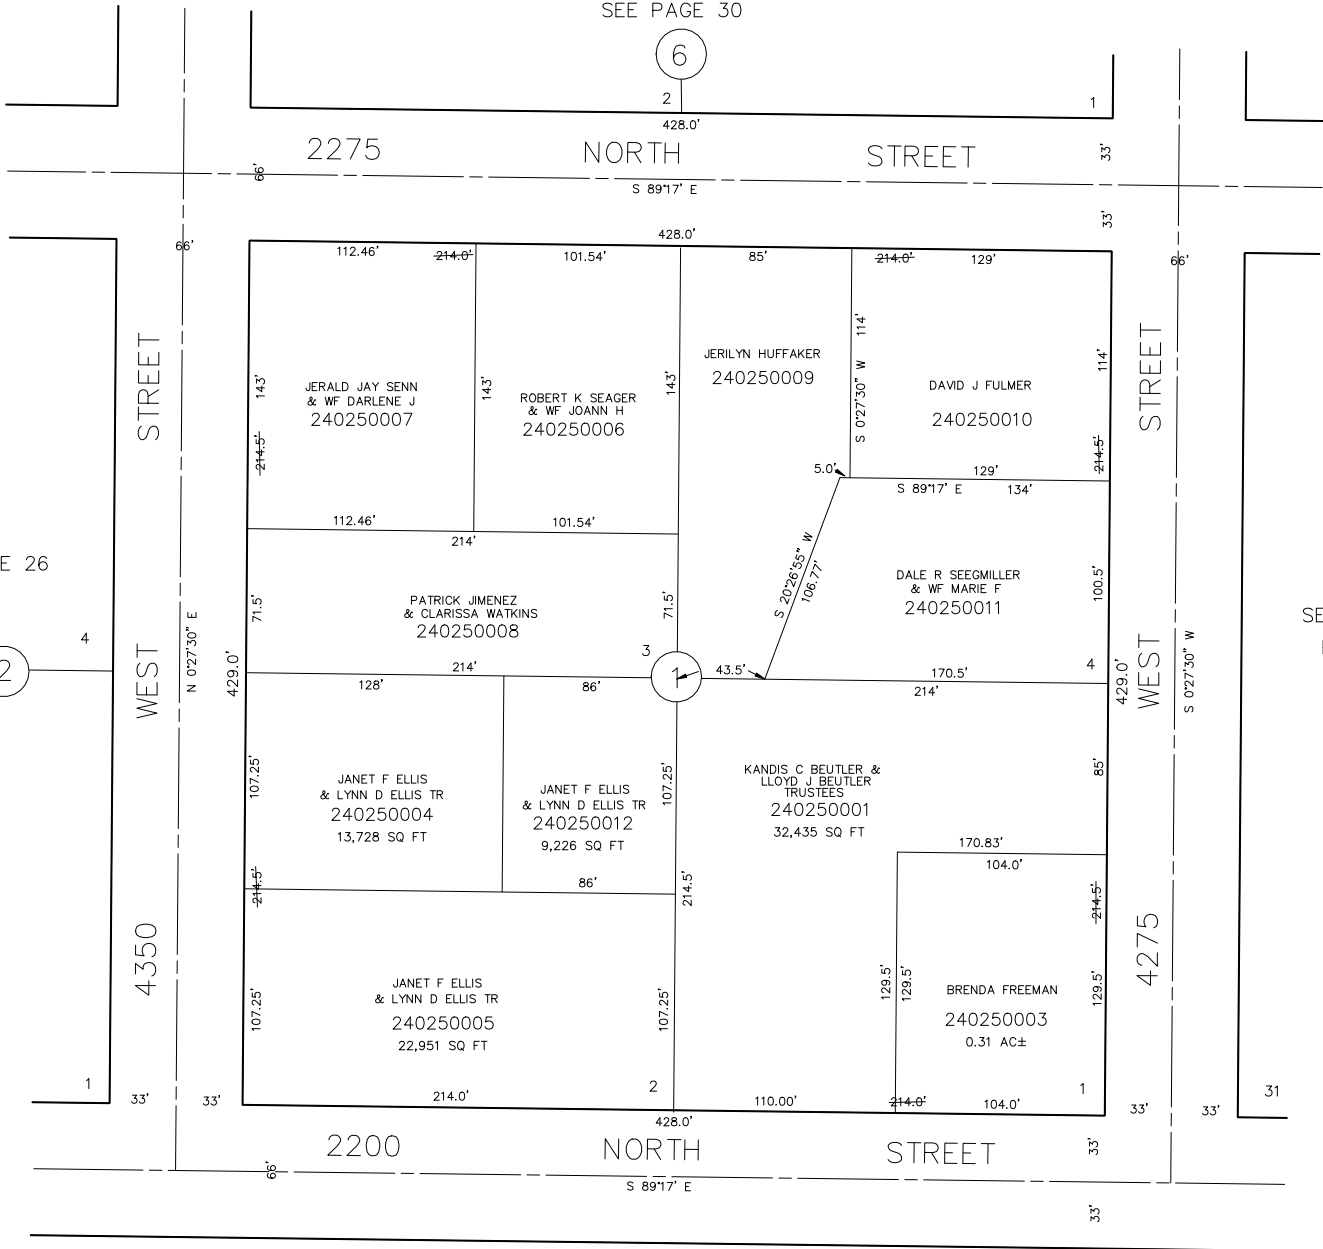 SEE PAGE 30
6
2
1
428.0'
2275 NORTH STREET
33'
66'
S 89°17' E
33'
66'
428.0'
66'
112.46'
214.0'
101.54'
85'
214.0'
129'
STREET
STREET
143'
214.5'
JERALD JAY SENN
& WF DARLENE J
240250007
143'
ROBERT K SEAGER
& WF JOANN H
240250006
143'
JERILYN HUFFAKER
240250009
114'
S 0°27'30" W
DAVID J FULMER
240250010
114'
214.5'
5.0'
129'
S 89°17' E
134'
112.46'
101.54'
214'
E 26
4
2
71.5'
PATRICK JIMENEZ
& CLARISSA WATKINS
240250008
71.5'
S 20°26'55" W
106.77'
DALE R SEEGMILLER
& WF MARIE F
240250011
100.5'
SE
WEST
N 0°27'30" E
429.0'
214'
3
1
43.5'
170.5'
4
214'
429.0'
WEST
S 0°27'30" W
128'
86'
107.25'
JANET F ELLIS
& LYNN D ELLIS TR
240250004
13,728 SQ FT
JANET F ELLIS
& LYNN D ELLIS TR
240250012
9,226 SQ FT
107.25'
KANDIS C BEUTLER &
LLOYD J BEUTLER
TRUSTEES
240250001
32,435 SQ FT
85'
170.83'
104.0'
214.5'
86'
214.5'
214.5'
4350
4275
107.25'
JANET F ELLIS
& LYNN D ELLIS TR
240250005
22,951 SQ FT
107.25'
129.5'
129.5'
BRENDA FREEMAN
240250003
0.31 AC±
129.5'
1
33'
33'
214.0'
2
110.00'
214.0'
104.0'
1
33'
33'
31
428.0'
2200 NORTH STREET
33'
66'
S 89°17' E
33'